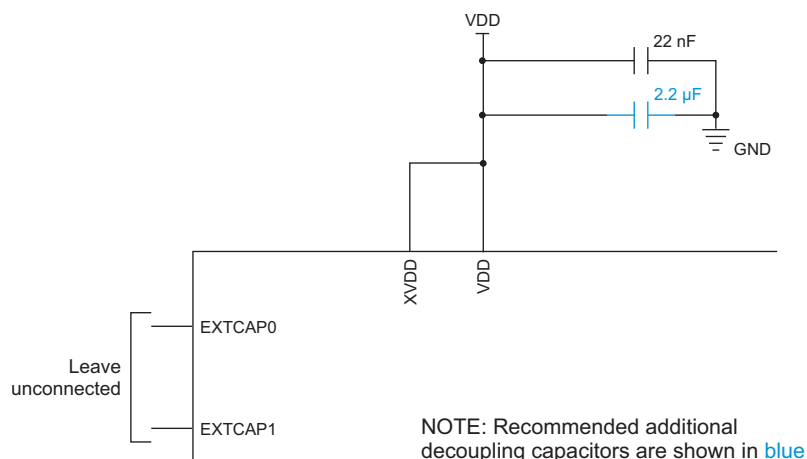 VDD
22 nF
2.2 µF
GND
XVDD
VDD
EXTCAP0
Leave
unconnected
EXTCAP1
NOTE: Recommended additional
decoupling capacitors are shown in blue